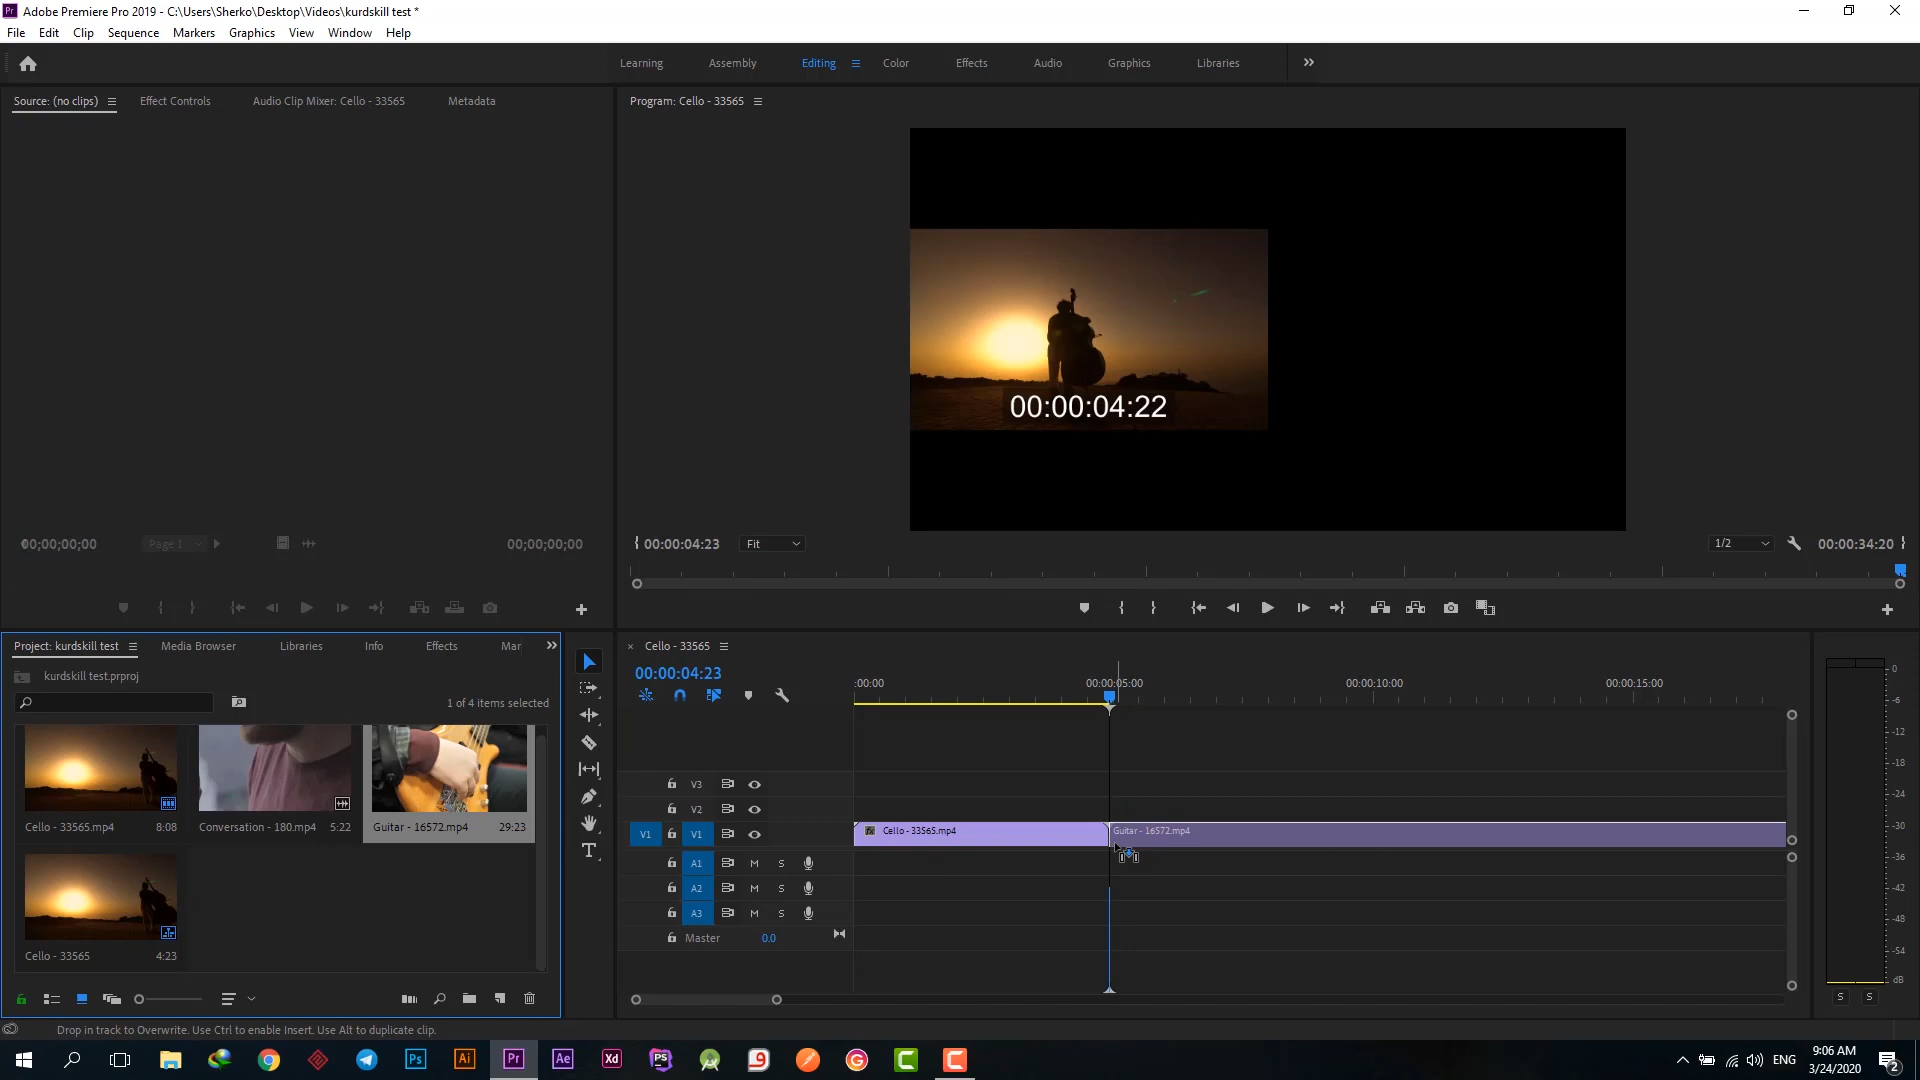 Adobe Premiere Pro 2019 - C:\Users\Sherko\Desktop\Videos\kurdskill test *
File Edit Clip Sequence Markers Graphics View Window Help
Learning Assembly Editing Color Effects Audio Graphics Libraries
Source: (no clips) Effect Controls Audio Clip Mixer: Cello - 33565 Metadata
Program: Cello - 33565
00:00:04:22
00;00;00;00 Page 1 00;00;00;00
00:00:04:23 Fit 1/2 00:00:34:20
Project: kurdskill test Media Browser Libraries Info Effects Mar
kurdskill test.prproj
1 of 4 items selected
Cello - 33565.mp4 8:08 Conversation - 180.mp4 5:22 Guitar - 16572.mp4 29:23
Cello - 33565 4:23
Cello - 33565
00:00:04:23
:00:00 00:00:05:00 00:00:10:00 00:00:15:00
V3
V2
V1 V1 Cello - 33565.mp4 Guitar - 16572.mp4
A1 M S
A2 M S
A3 M S
Master 0.0
0
-6
-12
-18
-24
-30
-36
-42
-48
-54
dB
S S
Drop in track to Overwrite. Use Ctrl to enable Insert. Use Alt to duplicate clip.
Ps Ai Pr Ae Xd PS
ENG
9:06 AM
3/24/2020
2